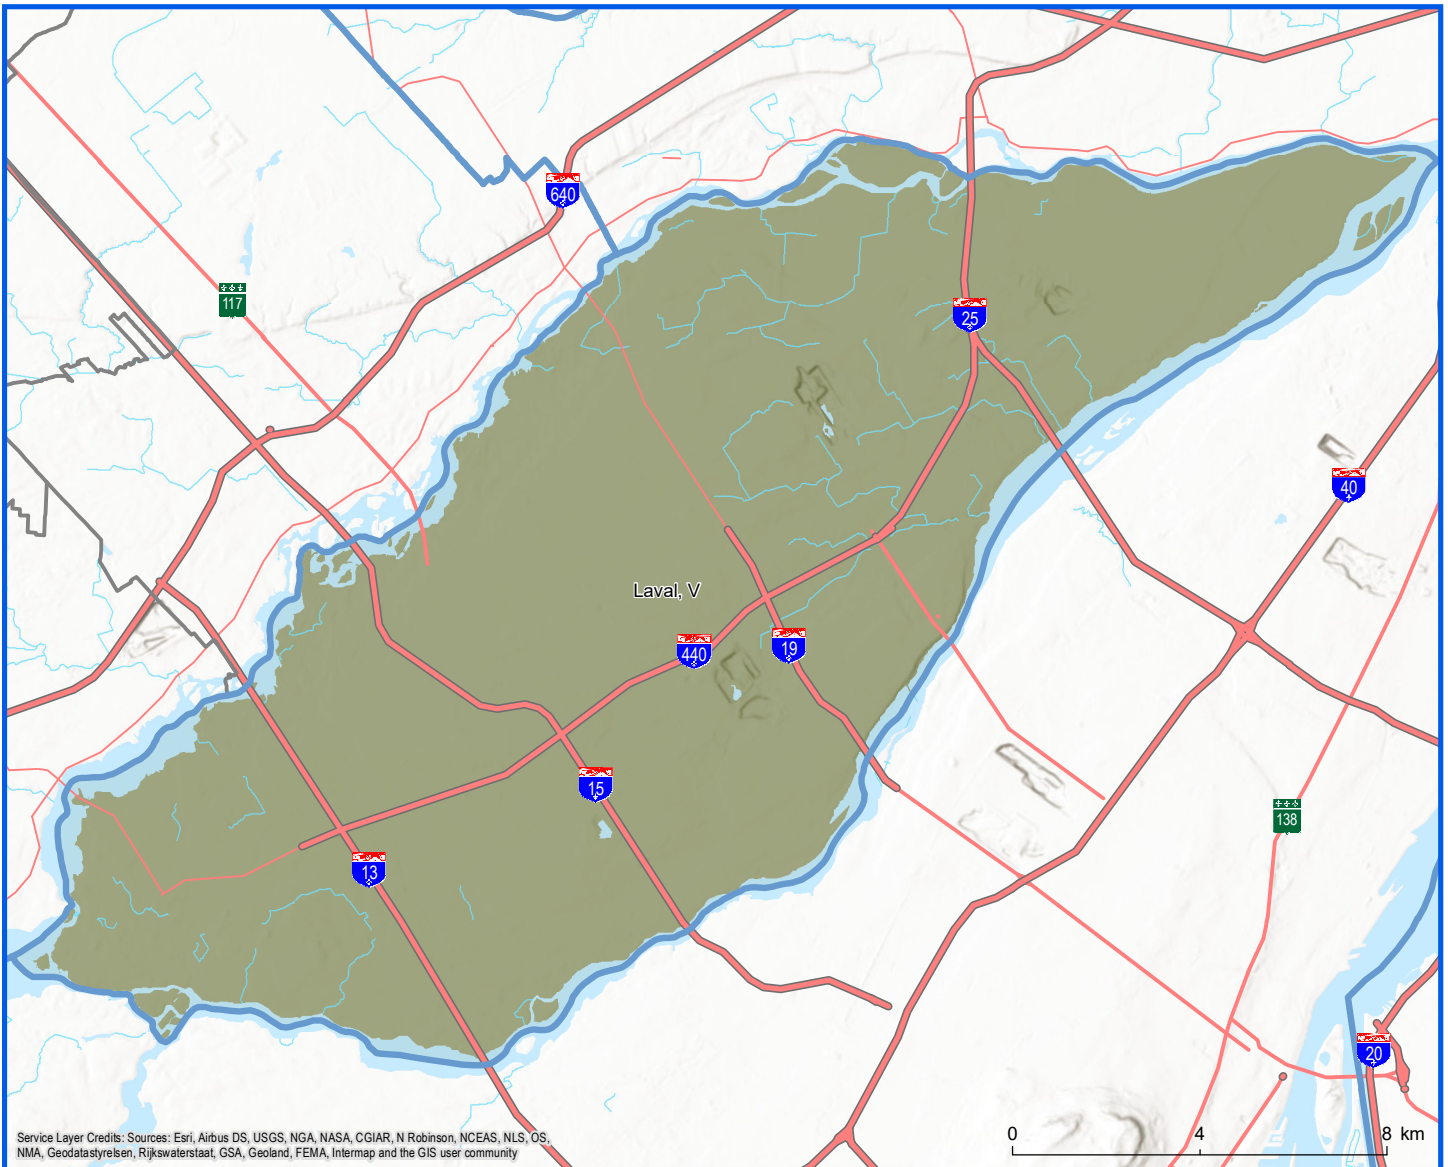 640
117
25
40
Laval, V
440
19
15
138
13
20
0 4 8 km
Service Layer Credits: Sources: Esri, Airbus DS, USGS, NGA, NASA, CGIAR, N Robinson, NCEAS, NLS, OS,
NMA, Geodatastyrelsen, Rijkswaterstaat, GSA, Geoland, FEMA, Intermap and the GIS user community